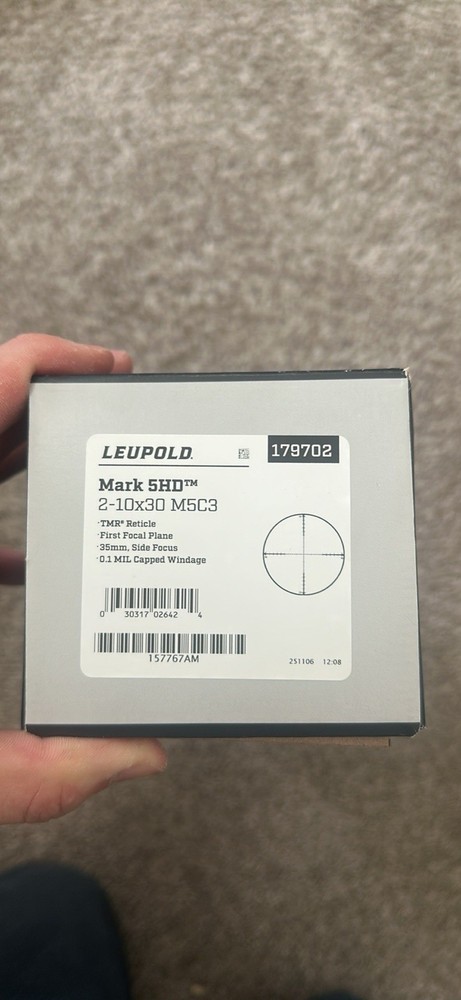 LEUPOLD. 179702
Mark 5HD™
2-10x30 M5C3
·TMR® Reticle
·First Focal Plane
·35mm, Side Focus
·0.1 MIL Capped Windage
0 30317 02642 4
157767AM
251106 12:08